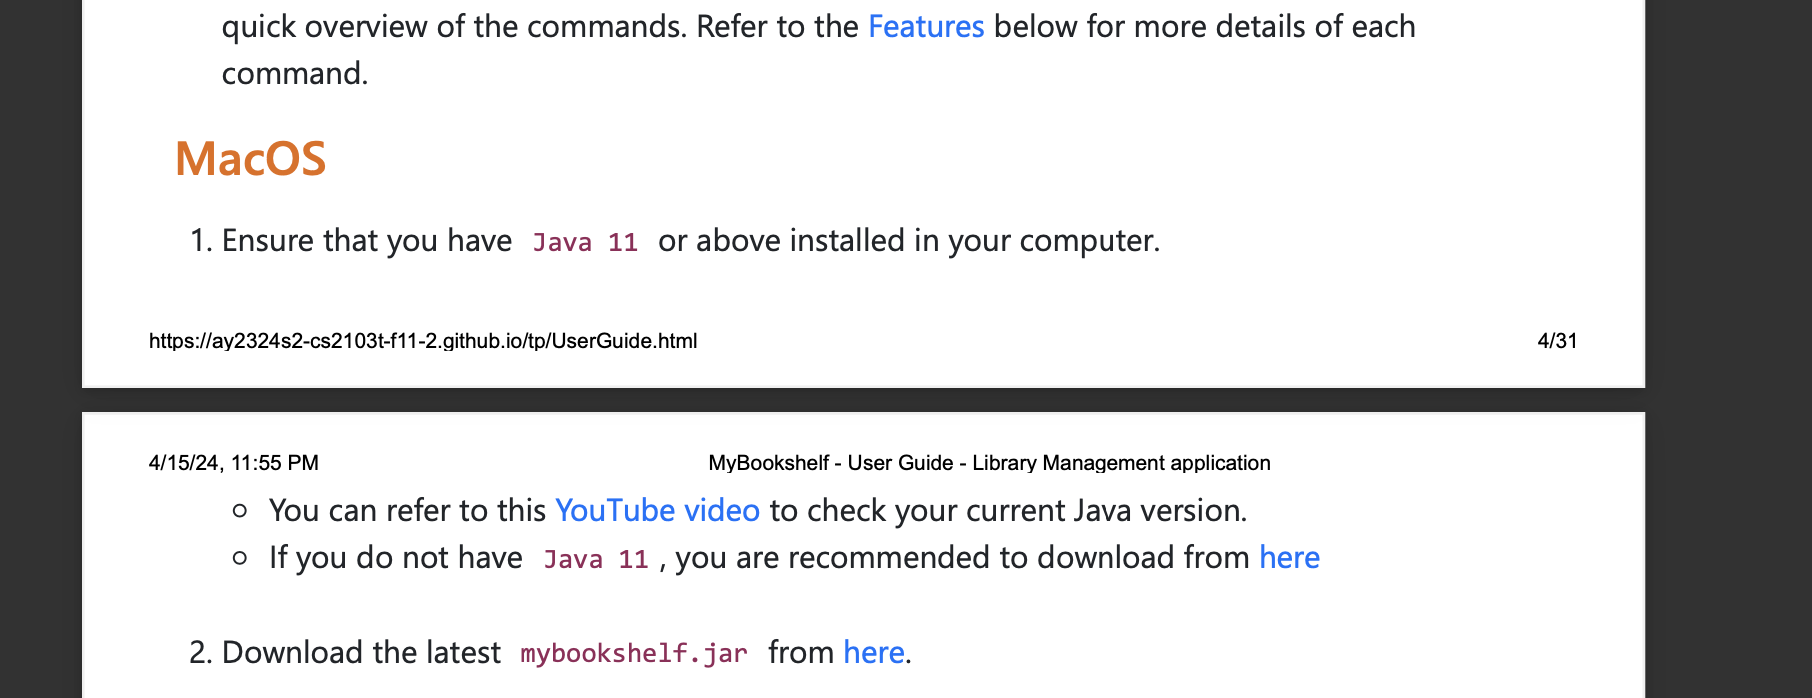 quick overview of the commands. Refer to the Features below for more details of each
command.
MacOS
1. Ensure that you have Java 11 or above installed in your computer.
https://ay2324s2-cs2103t-f11-2.github.io/tp/UserGuide.html 4/31
4/15/24, 11:55 PM MyBookshelf - User Guide - Library Management application
○ You can refer to this YouTube video to check your current Java version.
○ If you do not have Java 11 , you are recommended to download from here
2. Download the latest mybookshelf.jar from here.